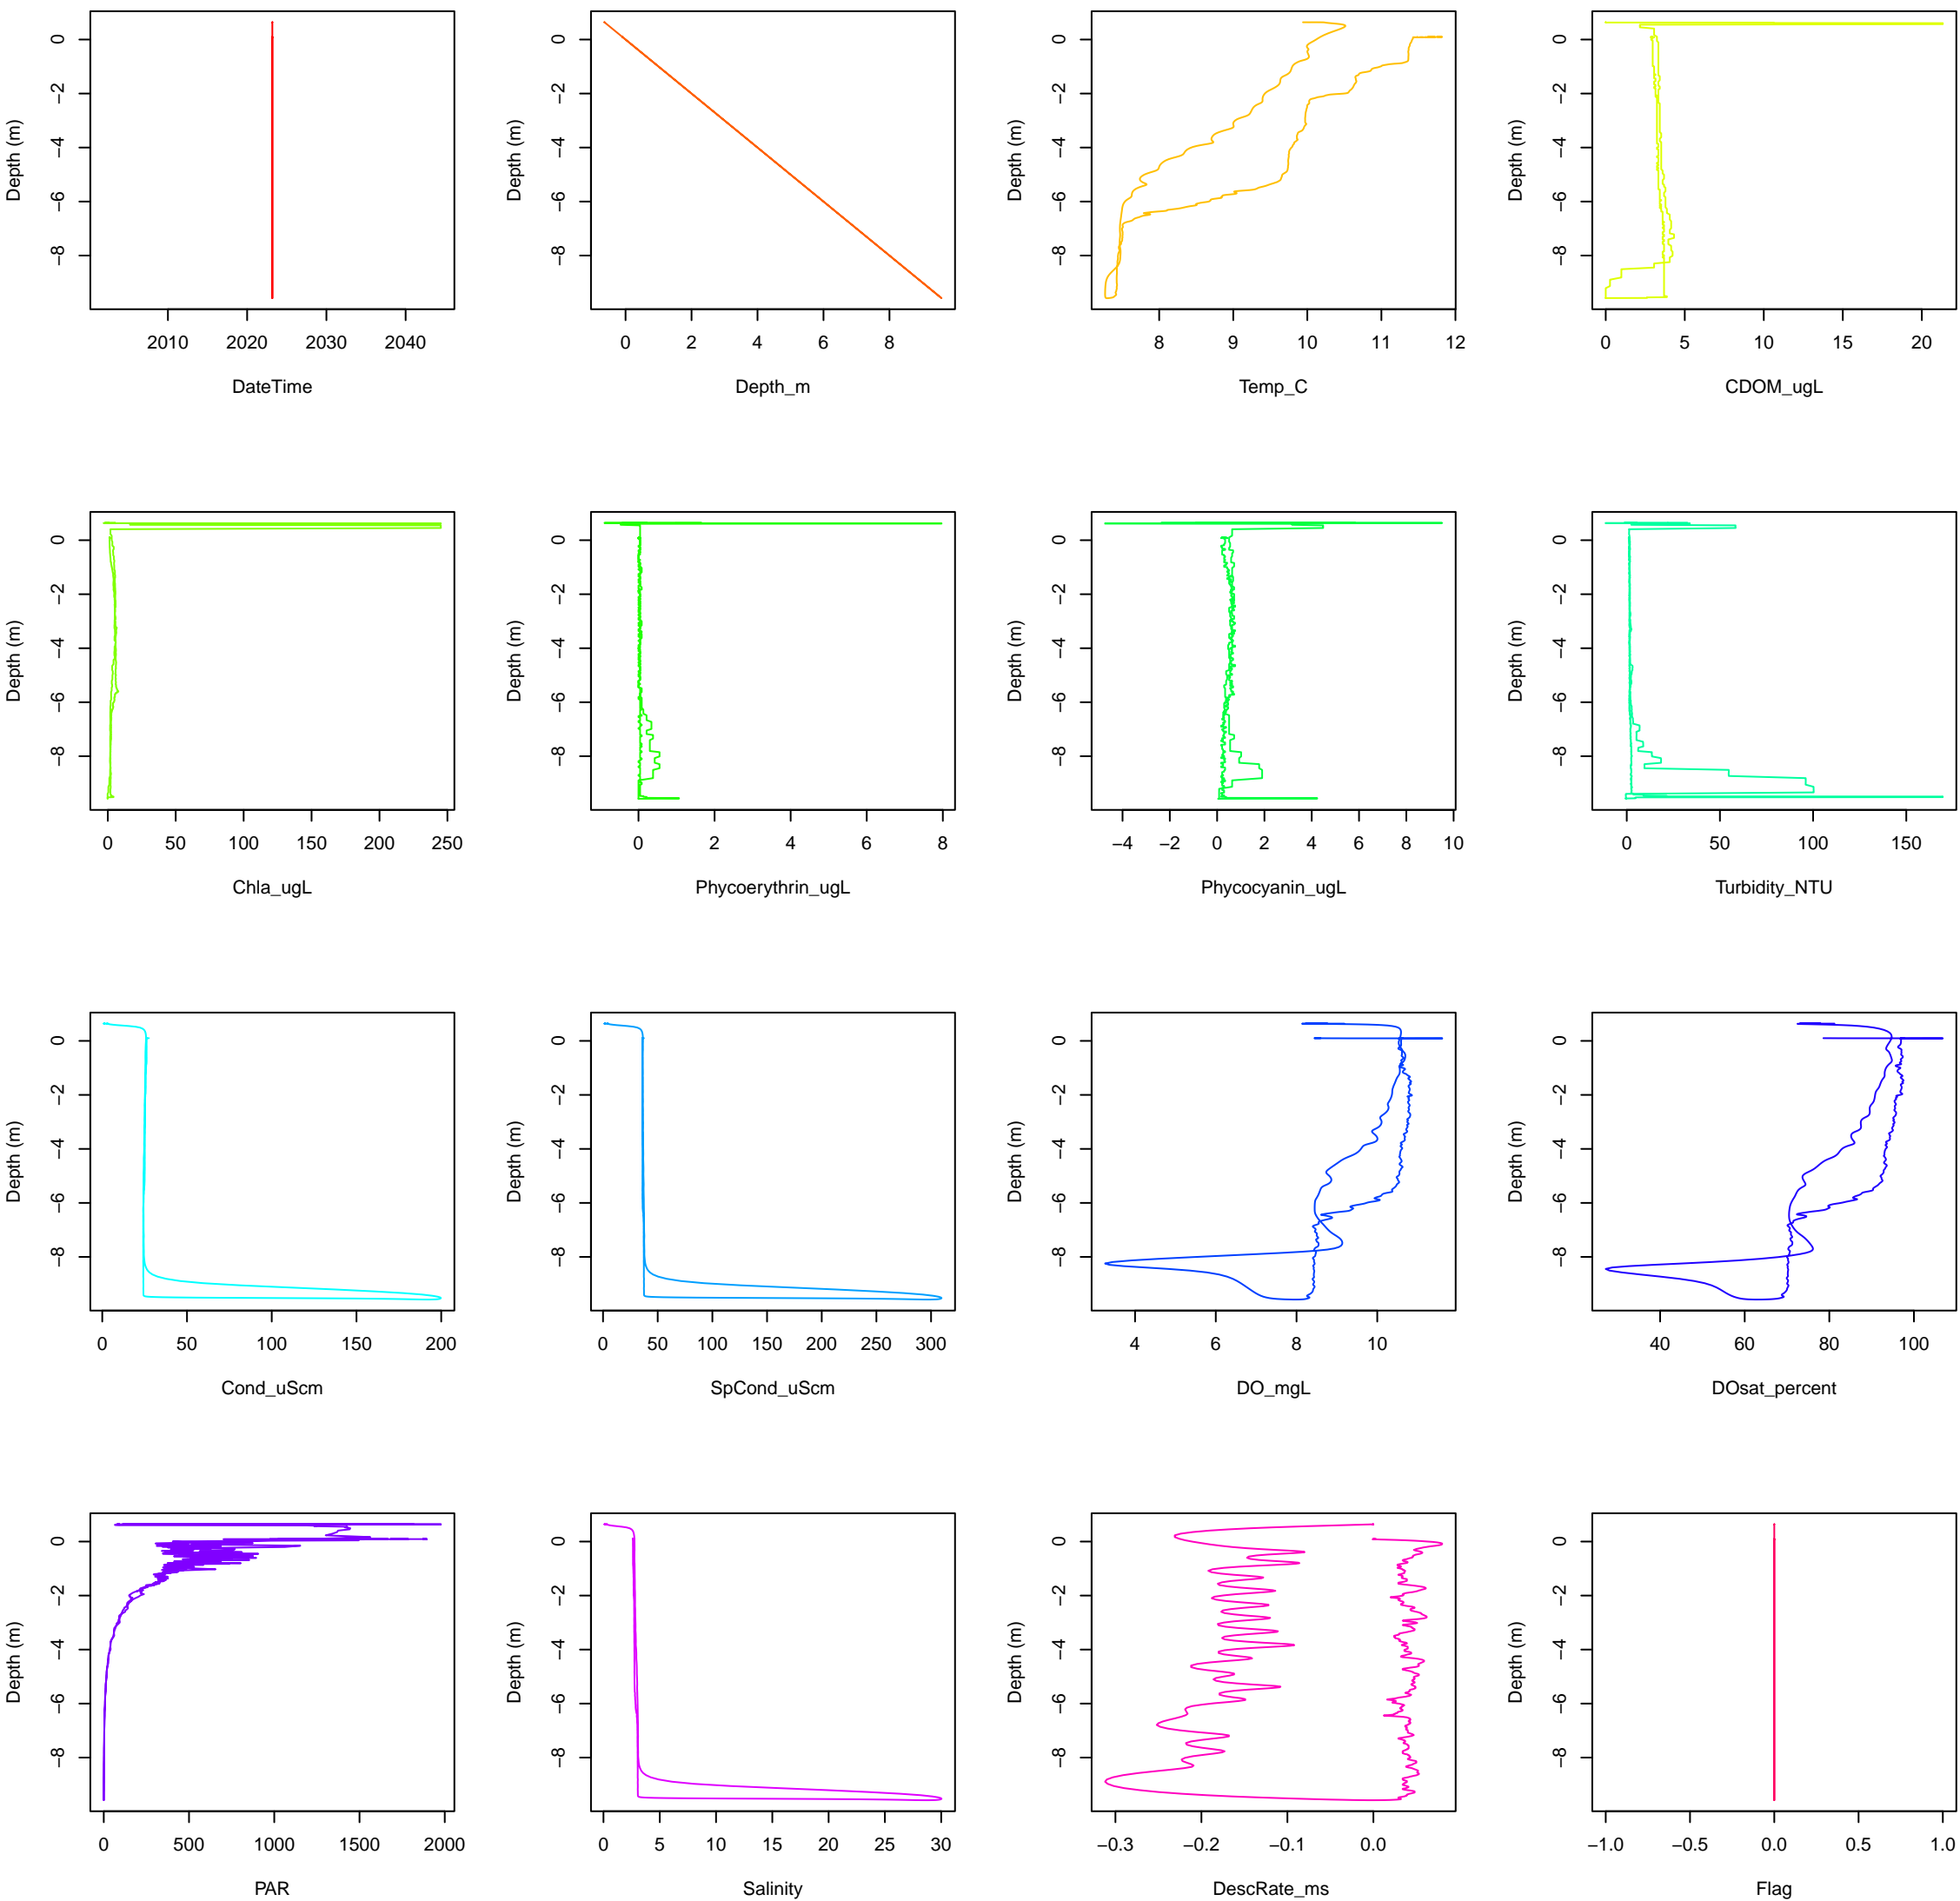 Depth (m)
0
−2
−4
−6
−8
2010 2020 2030 2040
DateTime
Depth (m)
0
−2
−4
−6
−8
0 2 4 6 8
Depth_m
Depth (m)
0
−2
−4
−6
−8
8 9 10 11 12
Temp_C
Depth (m)
0
−2
−4
−6
−8
0 5 10 15 20
CDOM_ugL
Depth (m)
0
−2
−4
−6
−8
0 50 100 150 200 250
Chla_ugL
Depth (m)
0
−2
−4
−6
−8
0 2 4 6 8
Phycoerythrin_ugL
Depth (m)
0
−2
−4
−6
−8
−4 −2 0 2 4 6 8 10
Phycocyanin_ugL
Depth (m)
0
−2
−4
−6
−8
0 50 100 150
Turbidity_NTU
Depth (m)
0
−2
−4
−6
−8
0 50 100 150 200
Cond_uScm
Depth (m)
0
−2
−4
−6
−8
0 50 100 150 200 250 300
SpCond_uScm
Depth (m)
0
−2
−4
−6
−8
4 6 8 10
DO_mgL
Depth (m)
0
−2
−4
−6
−8
40 60 80 100
DOsat_percent
Depth (m)
0
−2
−4
−6
−8
0 500 1000 1500 2000
PAR
Depth (m)
0
−2
−4
−6
−8
0 5 10 15 20 25 30
Salinity
Depth (m)
0
−2
−4
−6
−8
−0.3 −0.2 −0.1 0.0
DescRate_ms
Depth (m)
0
−2
−4
−6
−8
−1.0 −0.5 0.0 0.5 1.0
Flag